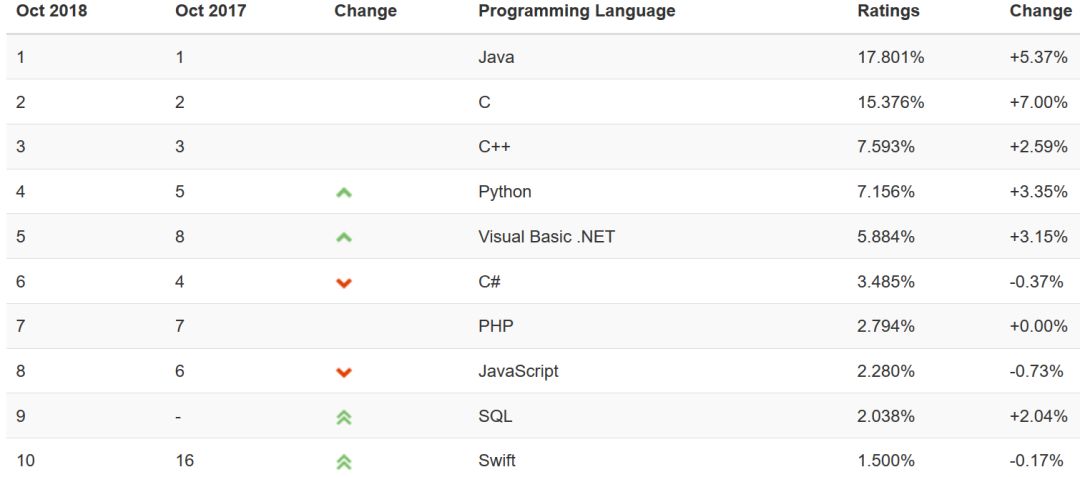 Oct 2018 Oct 2017 Change Programming Language Ratings Change
1 1 Java 17.801% +5.37%
2 2 C 15.376% +7.00%
3 3 C++ 7.593% +2.59%
4 5 Python 7.156% +3.35%
5 8 Visual Basic .NET 5.884% +3.15%
6 4 C# 3.485% -0.37%
7 7 PHP 2.794% +0.00%
8 6 JavaScript 2.280% -0.73%
9 - SQL 2.038% +2.04%
10 16 Swift 1.500% -0.17%